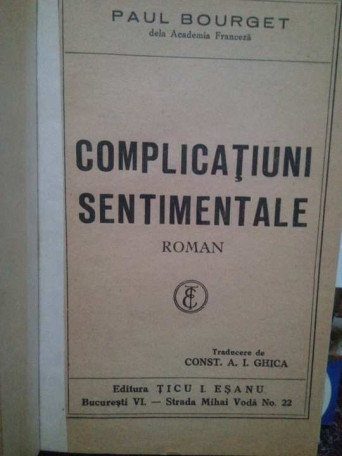 PAUL BOURGET
dela Academia Franceză
COMPLICAŢIUNI
SENTIMENTALE
ROMAN
Traducere de
CONST. A. I. GHICA
Editura ŢICU I. EŞANU
Bucureşti VI. — Strada Mihai Vodă No. 22